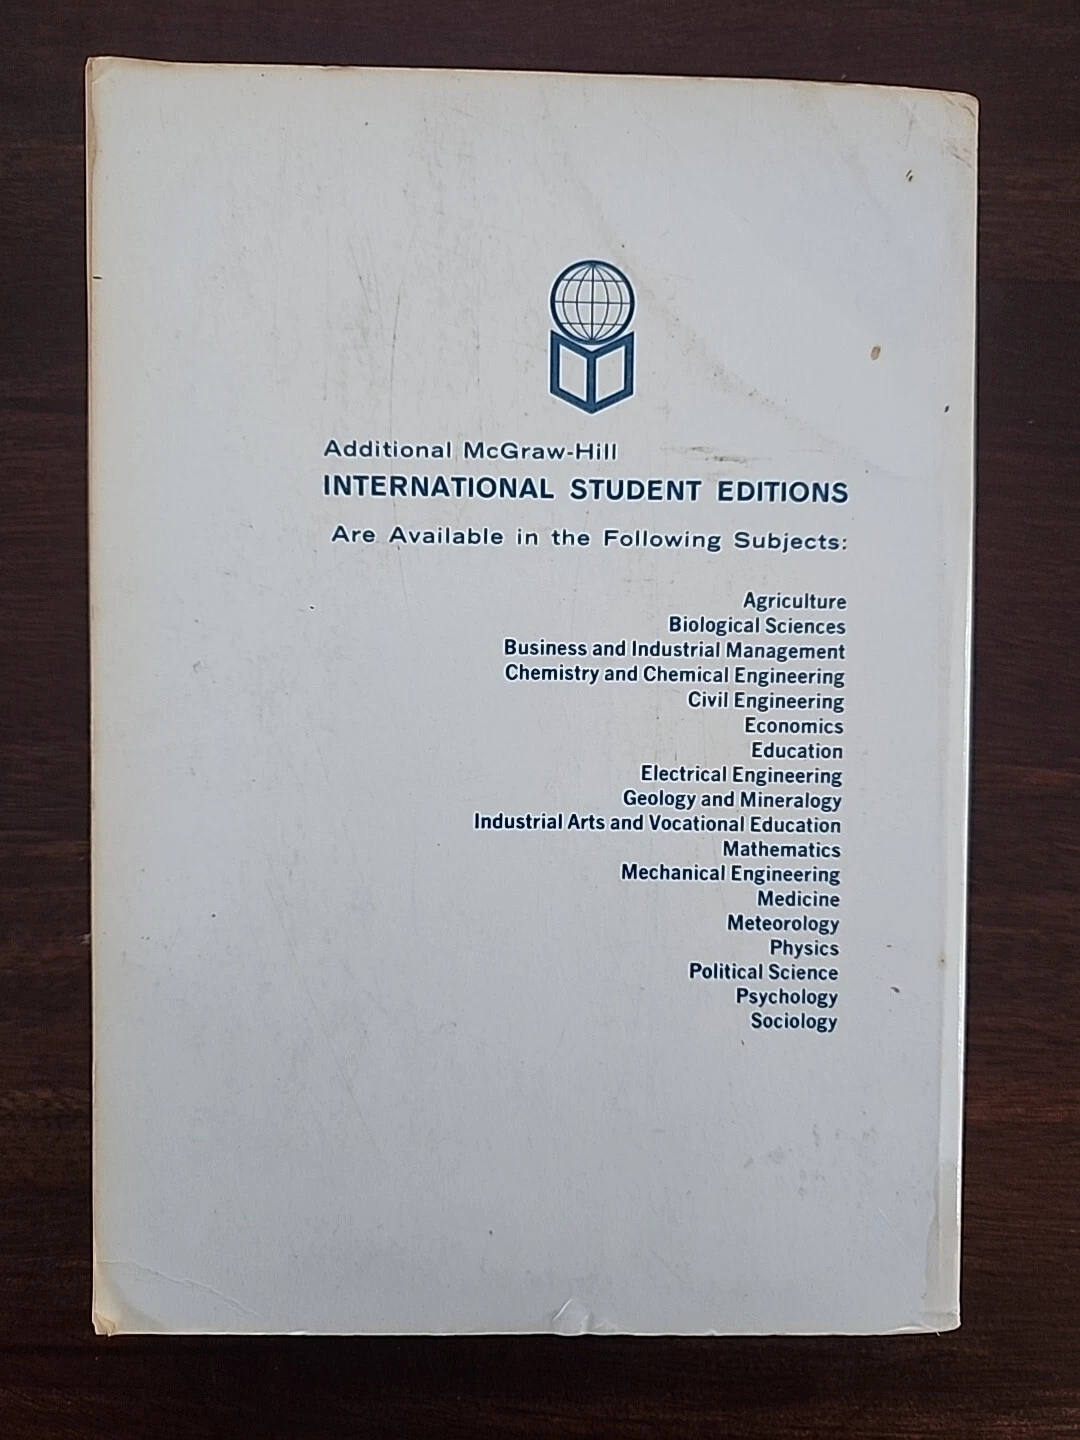 Additional McGraw-Hill
INTERNATIONAL STUDENT EDITIONS
Are Available in the Following Subjects:
Agriculture
Biological Sciences
Business and Industrial Management
Chemistry and Chemical Engineering
Civil Engineering
Economics
Education
Electrical Engineering
Geology and Mineralogy
Industrial Arts and Vocational Education
Mathematics
Mechanical Engineering
Medicine
Meteorology
Physics
Political Science
Psychology
Sociology